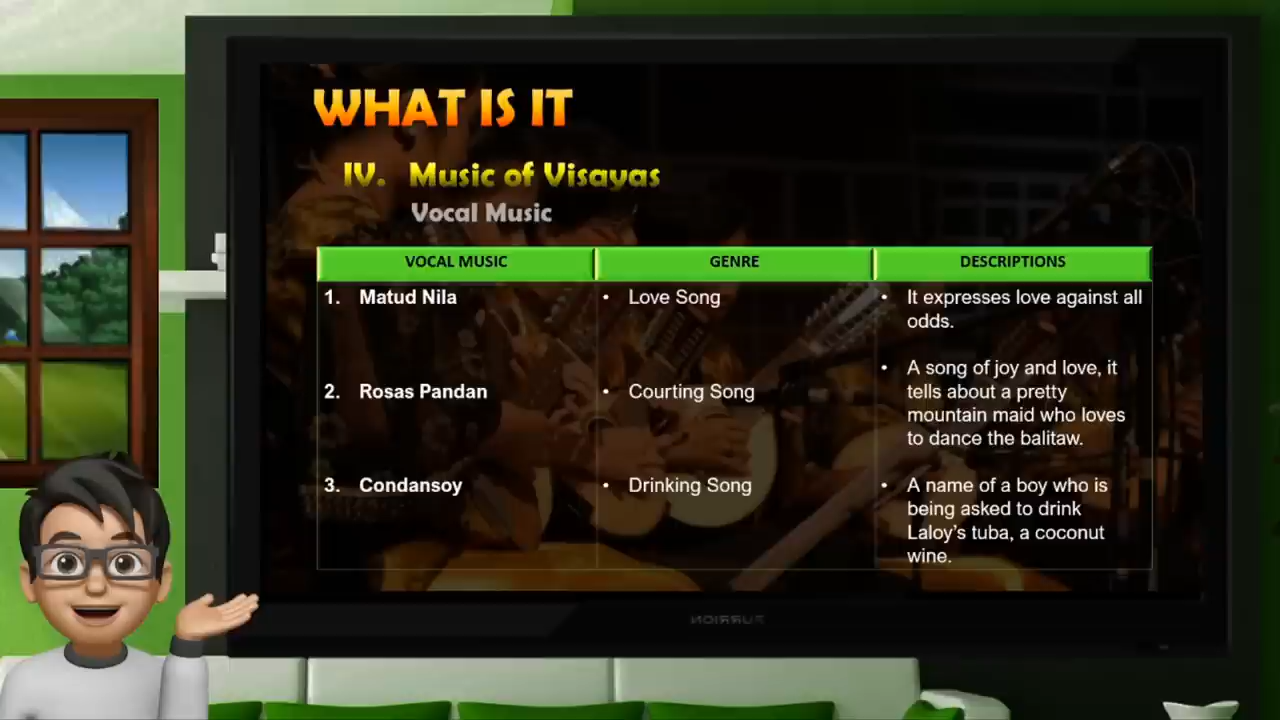 WHAT IS IT
IV. Music of Visayas
Vocal Music
VOCAL MUSIC GENRE DESCRIPTIONS
1. Matud Nila • Love Song • It expresses love against all
odds.
2. Rosas Pandan • Courting Song • A song of joy and love, it
tells about a pretty
mountain maid who loves
to dance the balitaw.
3. Condansoy • Drinking Song • A name of a boy who is
being asked to drink
Laloy's tuba, a coconut
wine.